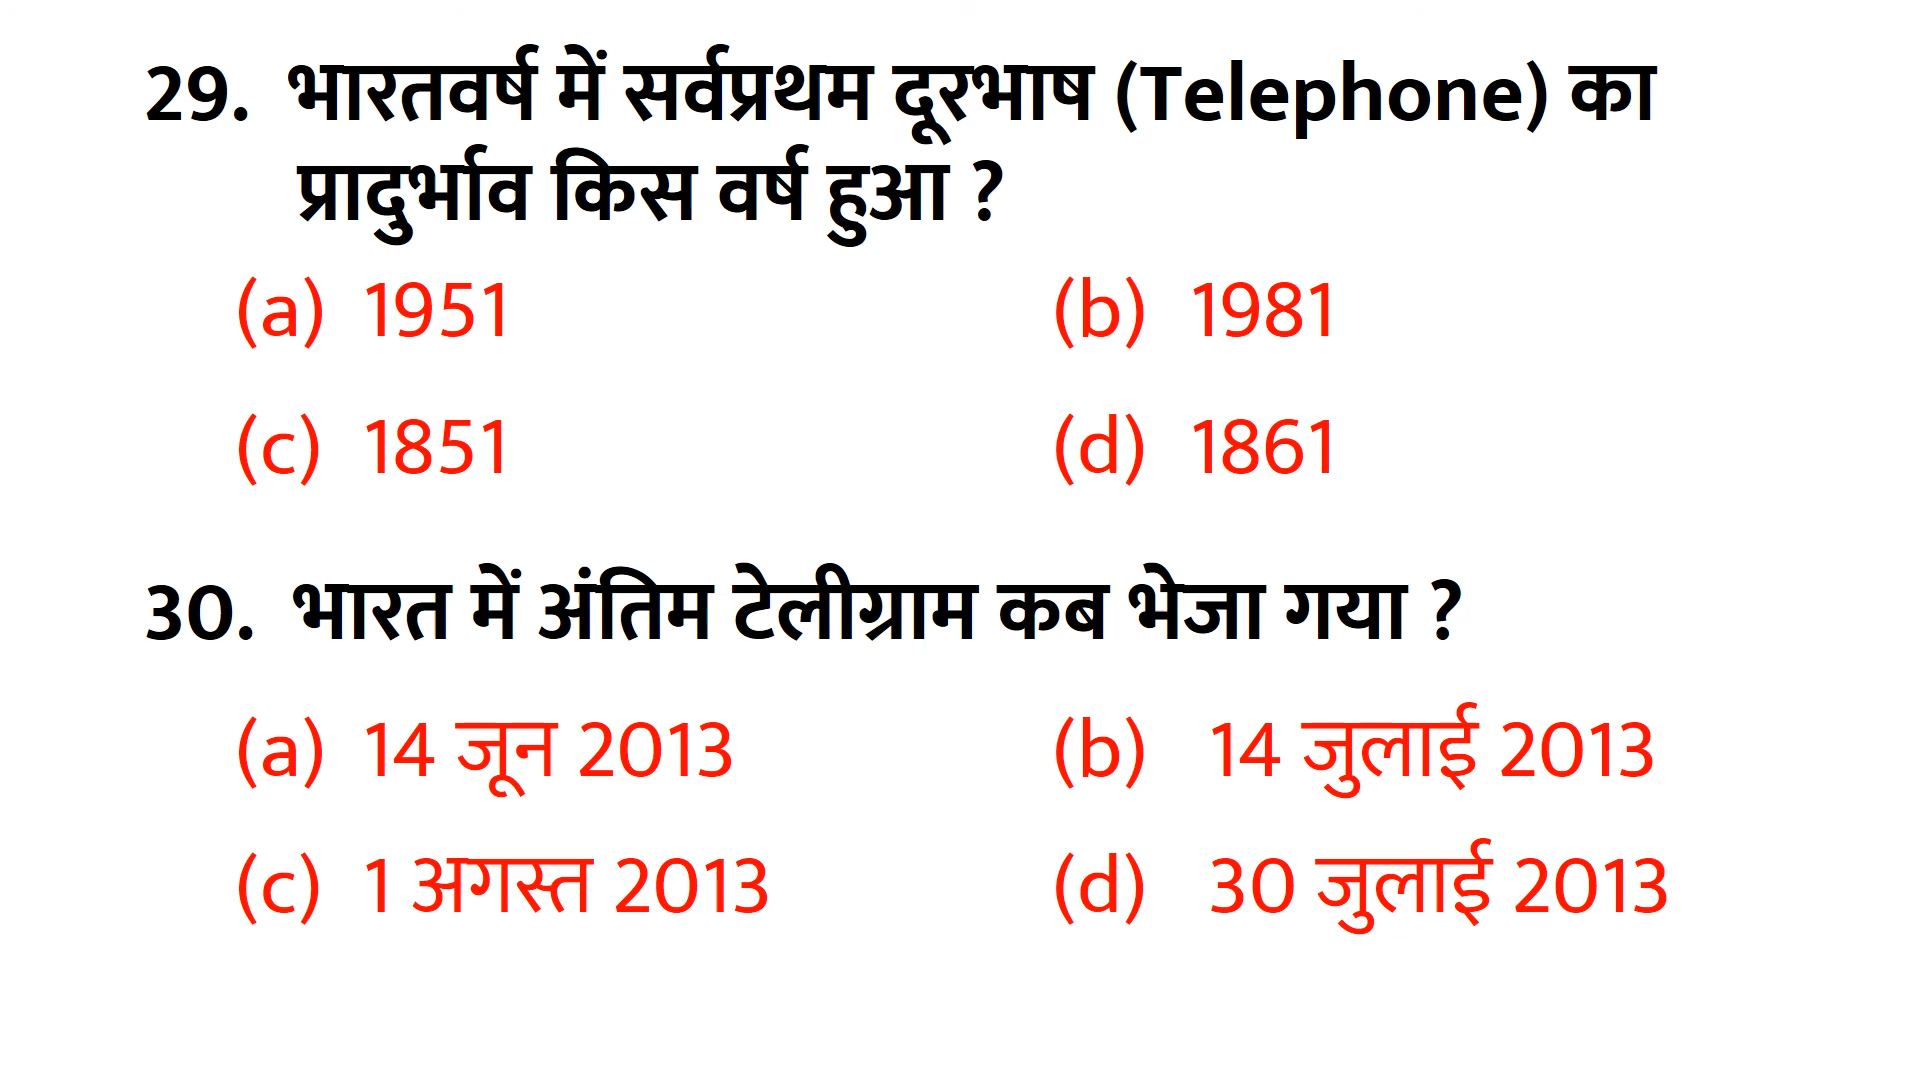 29. भारतवर्ष में सर्वप्रथम दूरभाष (Telephone) का
प्रादुर्भाव किस वर्ष हुआ ?
(a) 1951 (b) 1981
(c) 1851 (d) 1861
30. भारत में अंतिम टेलीग्राम कब भेजा गया ?
(a) 14 जून 2013 (b) 14 जुलाई 2013
(c) 1 अगस्त 2013 (d) 30 जुलाई 2013